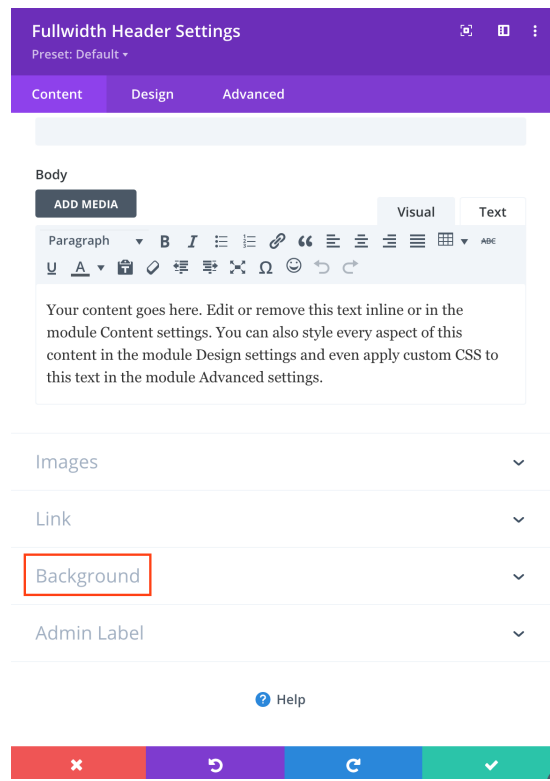 Fullwidth Header Settings
Preset: Default
Content Design Advanced
Body
ADD MEDIA
Visual Text
Paragraph B I “ ABE
U A T Ω
Your content goes here. Edit or remove this text inline or in the
module Content settings. You can also style every aspect of this
content in the module Design settings and even apply custom CSS to
this text in the module Advanced settings.
Images
Link
Background
Admin Label
? Help